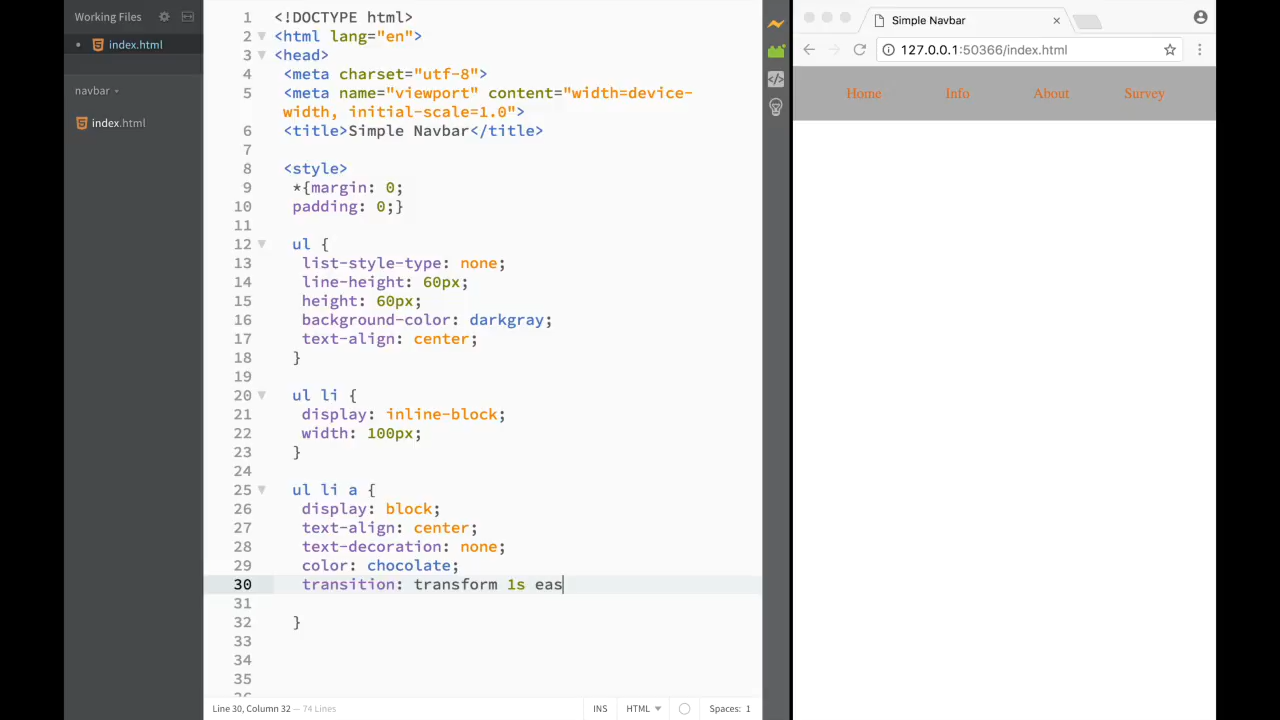 Working Files
index.html
navbar
index.html
1 <!DOCTYPE html>
2 <html lang="en">
3 <head>
4 <meta charset="utf-8">
5 <meta name="viewport" content="width=device-
width, initial-scale=1.0">
6 <title>Simple Navbar</title>
7
8 <style>
9 *{margin: 0;
10 padding: 0;}
11
12 ul {
13 list-style-type: none;
14 line-height: 60px;
15 height: 60px;
16 background-color: darkgray;
17 text-align: center;
18 }
19
20 ul li {
21 display: inline-block;
22 width: 100px;
23 }
24
25 ul li a {
26 display: block;
27 text-align: center;
28 text-decoration: none;
29 color: chocolate;
30 transition: transform 1s eas
31
32 }
33
34
35
36
Line 30, Column 32 — 74 Lines
INS HTML Spaces: 1
Simple Navbar
127.0.0.1:50366/index.html
Home Info About Survey